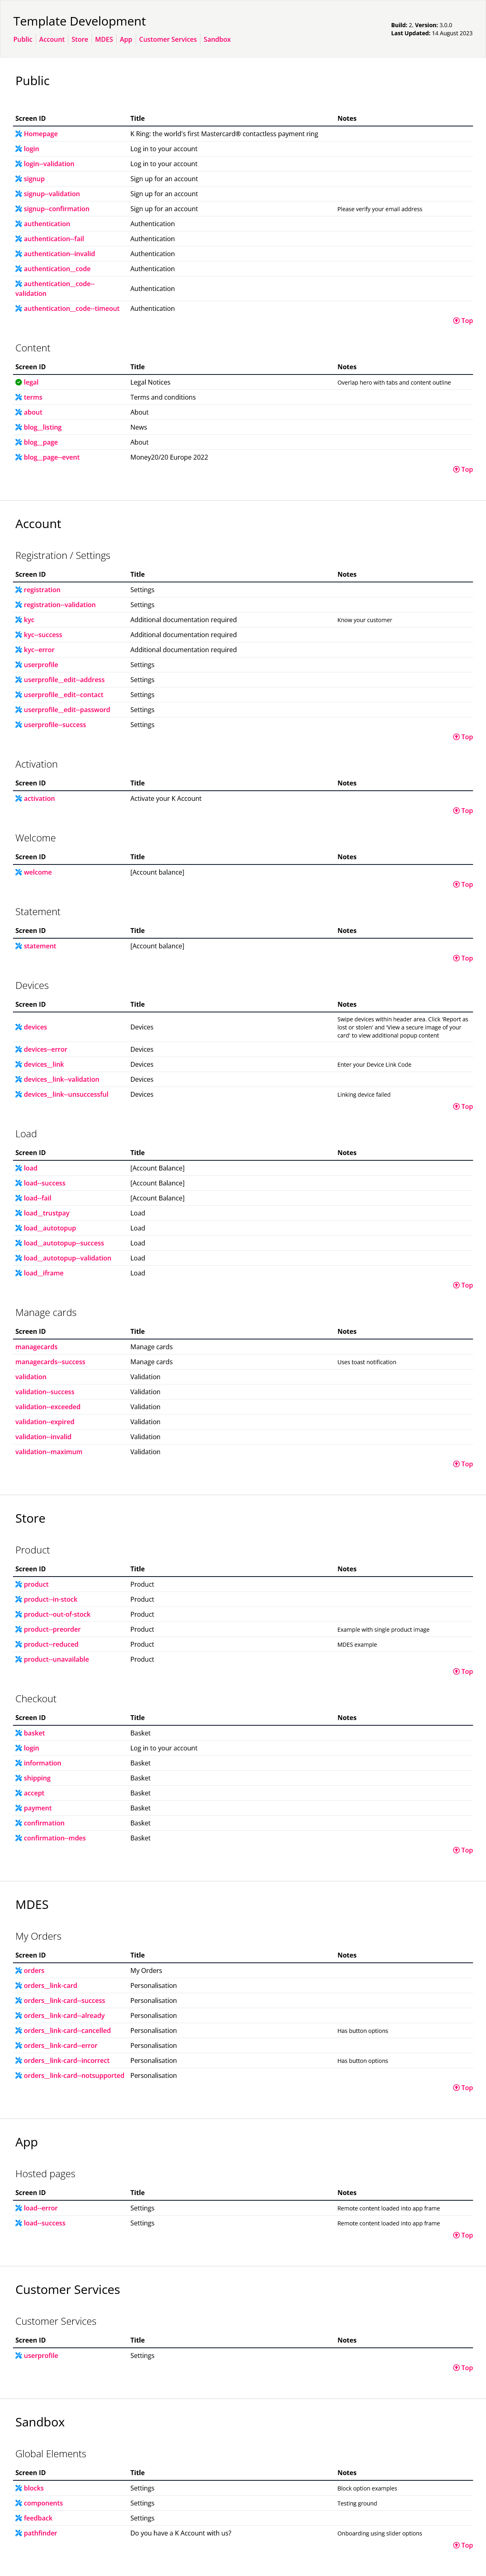 Template Development
Build: 2, Version: 3.0.0
Public Account Store MDES App Customer Services Sandbox
Last Updated: 14 August 2023
Public
Screen ID Title Notes
Homepage K Ring: the world's first Mastercard® contactless payment ring
login Log in to your account
login--validation Log in to your account
signup Sign up for an account
signup--validation Sign up for an account
signup--confirmation Sign up for an account Please verify your email address
authentication Authentication
authentication--fail Authentication
authentication--invalid Authentication
authentication__code Authentication
authentication__code--
validation Authentication
authentication__code--timeout Authentication
Top
Content
Screen ID Title Notes
legal Legal Notices Overlap hero with tabs and content outline
terms Terms and conditions
about About
blog__listing News
blog__page About
blog__page--event Money20/20 Europe 2022
Top
Account
Registration / Settings
Screen ID Title Notes
registration Settings
registration--validation Settings
kyc Additional documentation required Know your customer
kyc--success Additional documentation required
kyc--error Additional documentation required
userprofile Settings
userprofile__edit--address Settings
userprofile__edit--contact Settings
userprofile__edit--password Settings
userprofile--success Settings
Top
Activation
Screen ID Title Notes
activation Activate your K Account
Top
Welcome
Screen ID Title Notes
welcome [Account balance]
Top
Statement
Screen ID Title Notes
statement [Account balance]
Top
Devices
Screen ID Title Notes
Swipe devices within header area. Click 'Report as
devices Devices lost or stolen' and 'View a secure image of your
card' to view additional popup content
devices--error Devices
devices__link Devices Enter your Device Link Code
devices__link--validation Devices
devices__link--unsuccessful Devices Linking device failed
Top
Load
Screen ID Title Notes
load [Account Balance]
load--success [Account Balance]
load--fail [Account Balance]
load__trustpay Load
load__autotopup Load
load__autotopup--success Load
load__autotopup--validation Load
load__iframe Load
Top
Manage cards
Screen ID Title Notes
managecards Manage cards
managecards--success Manage cards Uses toast notification
validation Validation
validation--success Validation
validation--exceeded Validation
validation--expired Validation
validation--invalid Validation
validation--maximum Validation
Top
Store
Product
Screen ID Title Notes
product Product
product--in-stock Product
product--out-of-stock Product
product--preorder Product Example with single product image
product--reduced Product MDES example
product--unavailable Product
Top
Checkout
Screen ID Title Notes
basket Basket
login Log in to your account
information Basket
shipping Basket
accept Basket
payment Basket
confirmation Basket
confirmation--mdes Basket
Top
MDES
My Orders
Screen ID Title Notes
orders My Orders
orders__link-card Personalisation
orders__link-card--success Personalisation
orders__link-card--already Personalisation
orders__link-card--cancelled Personalisation Has button options
orders__link-card--error Personalisation
orders__link-card--incorrect Personalisation Has button options
orders__link-card--notsupported Personalisation
Top
App
Hosted pages
Screen ID Title Notes
load--error Settings Remote content loaded into app frame
load--success Settings Remote content loaded into app frame
Top
Customer Services
Customer Services
Screen ID Title Notes
userprofile Settings
Top
Sandbox
Global Elements
Screen ID Title Notes
blocks Settings Block option examples
components Settings Testing ground
feedback Settings
pathfinder Do you have a K Account with us? Onboarding using slider options
Top